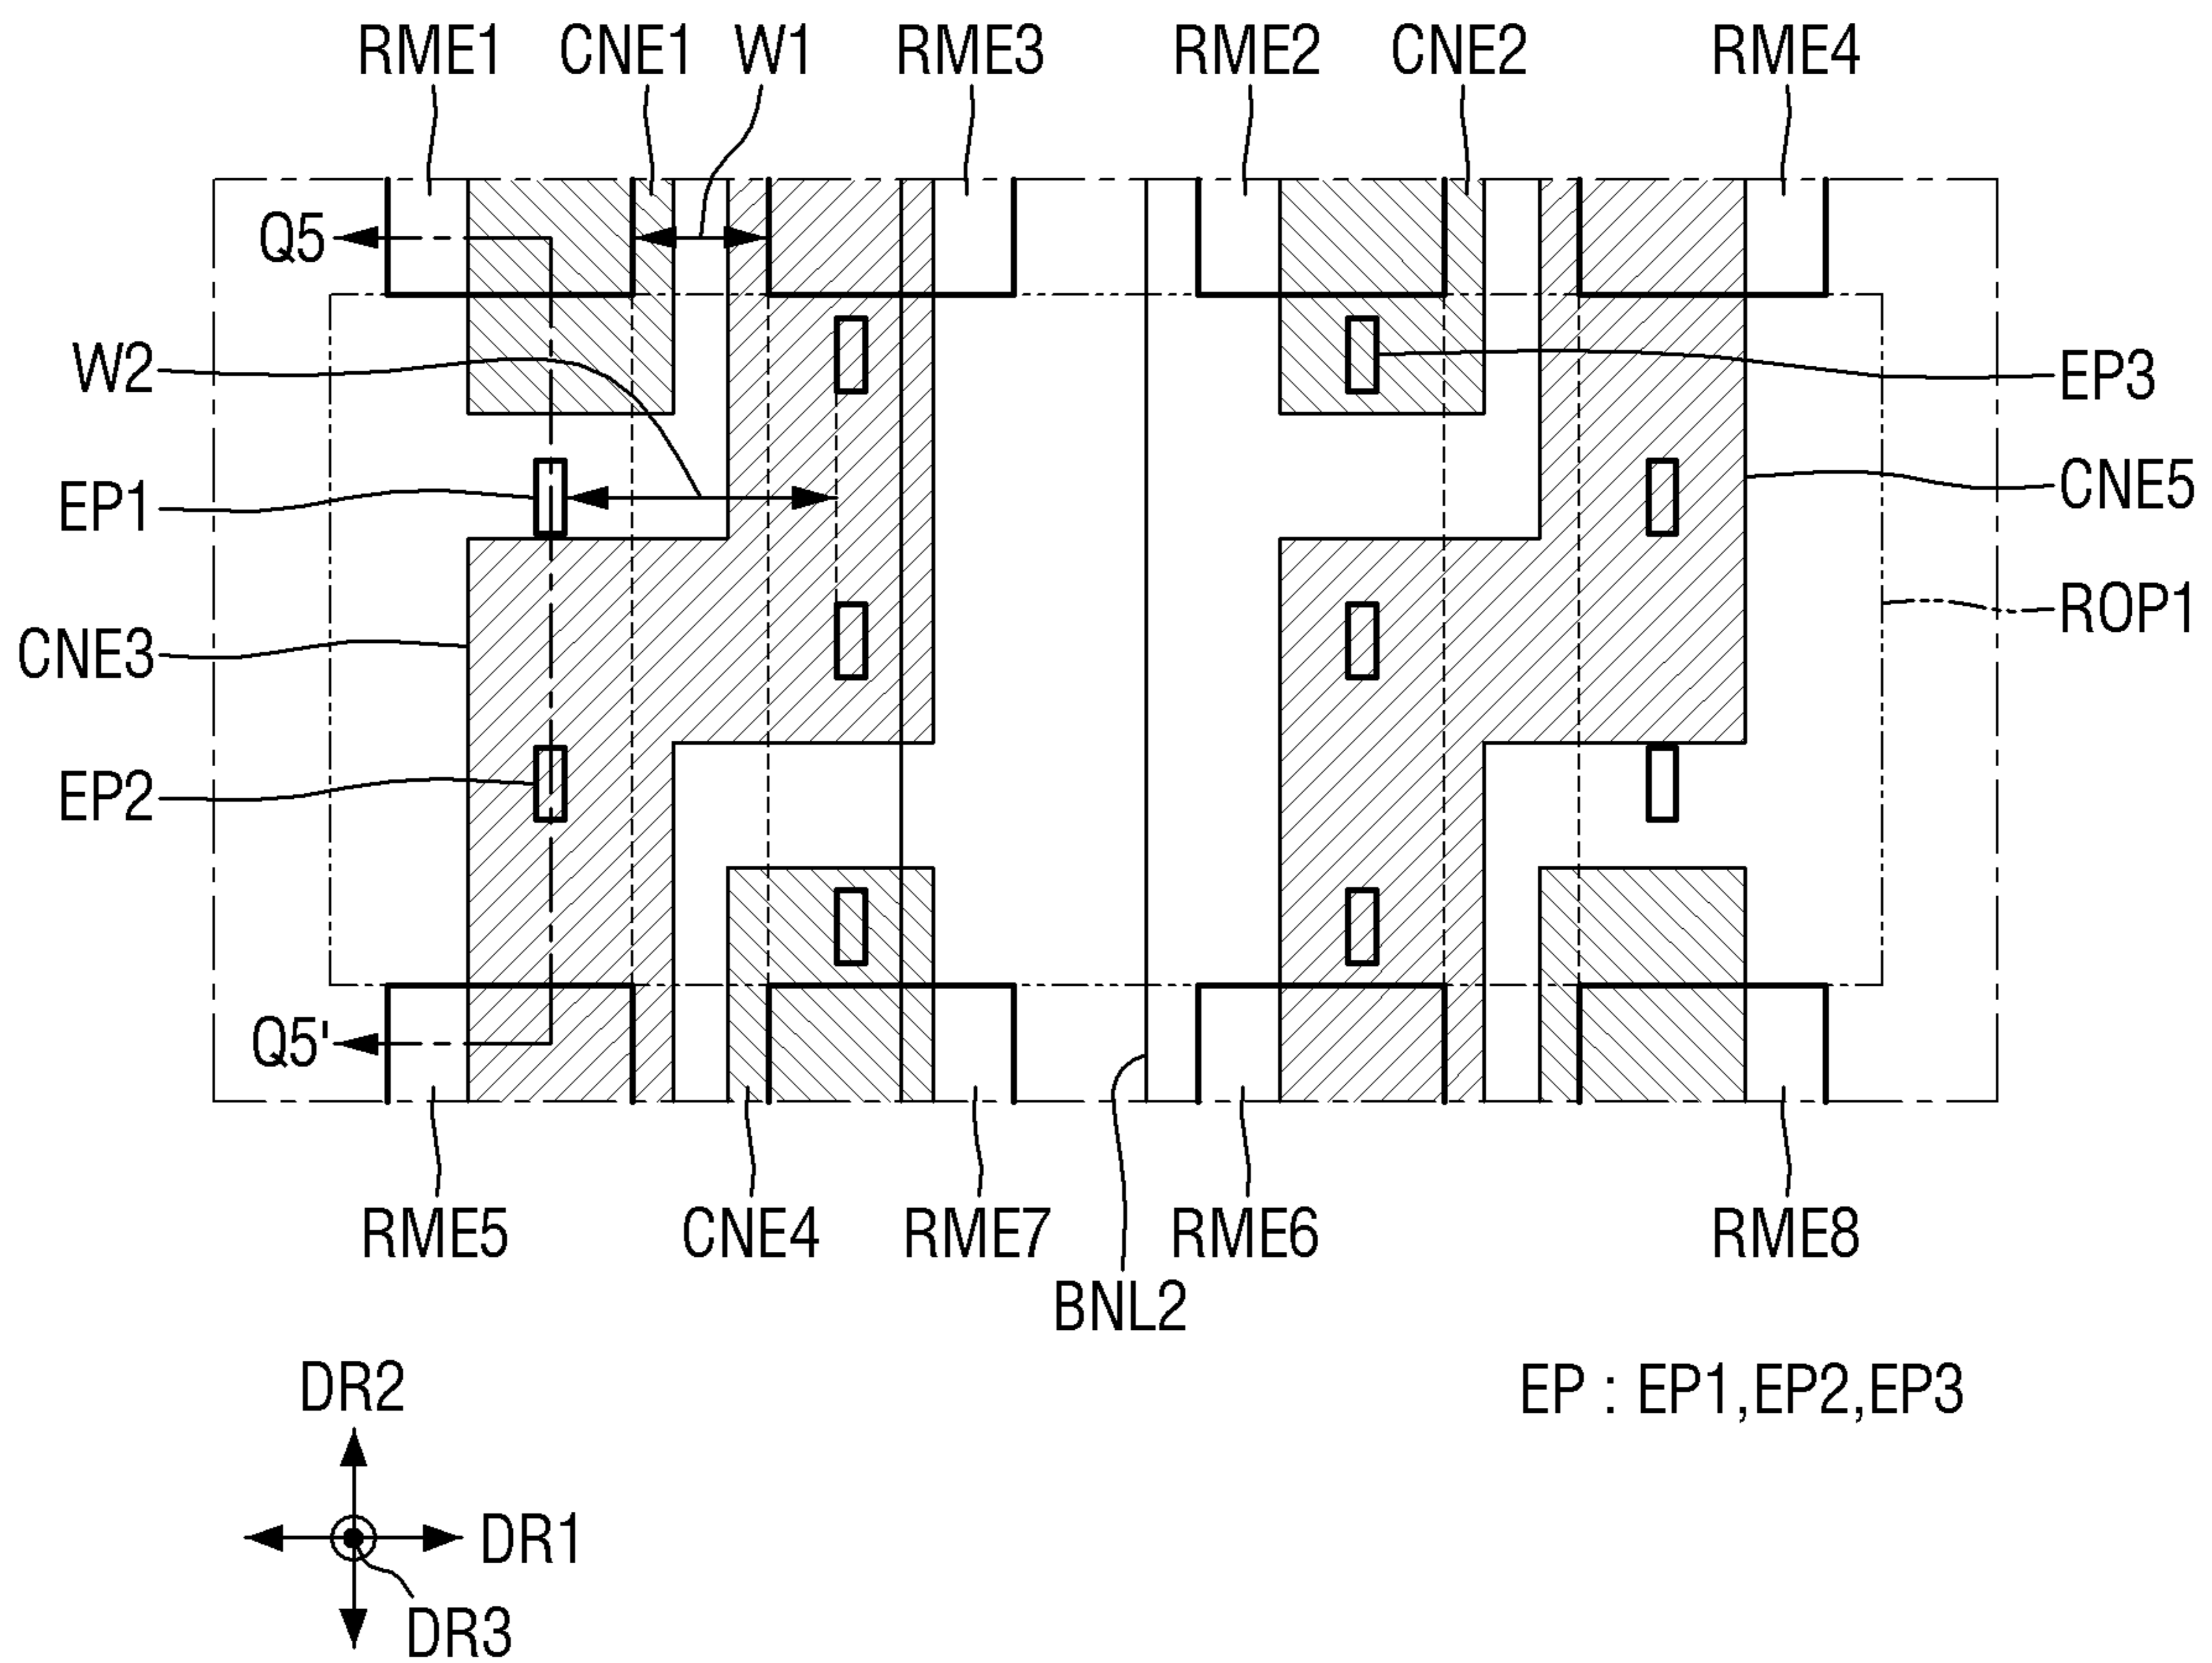 RME1 CNE1 W1 RME3 RME2 CNE2 RME4
Q5
W2
EP3
EP1
CNE5
ROP1
CNE3
EP2
Q5'
RME5 CNE4 RME7 RME6 RME8
BNL2
EP : EP1,EP2,EP3
DR2
DR1
DR3